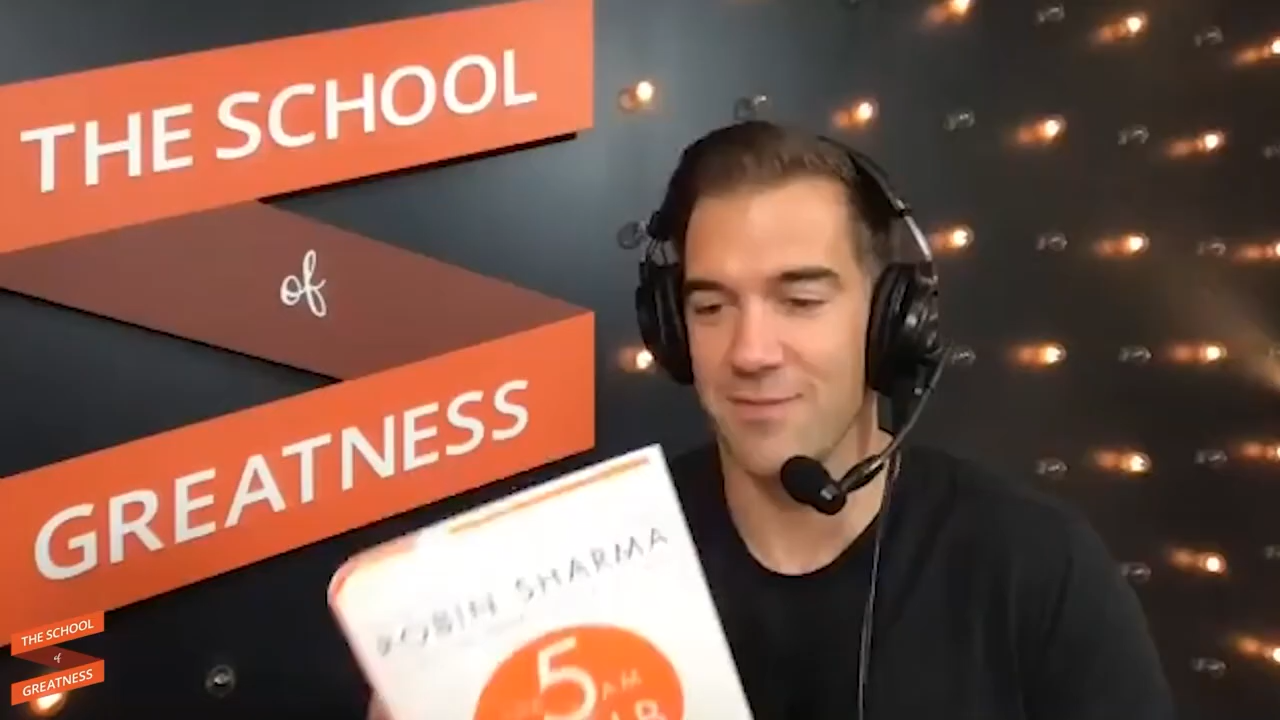 THE SCHOOL
of
GREATNESS
ROBIN SHARMA
5 AM
THE SCHOOL
of
GREATNESS